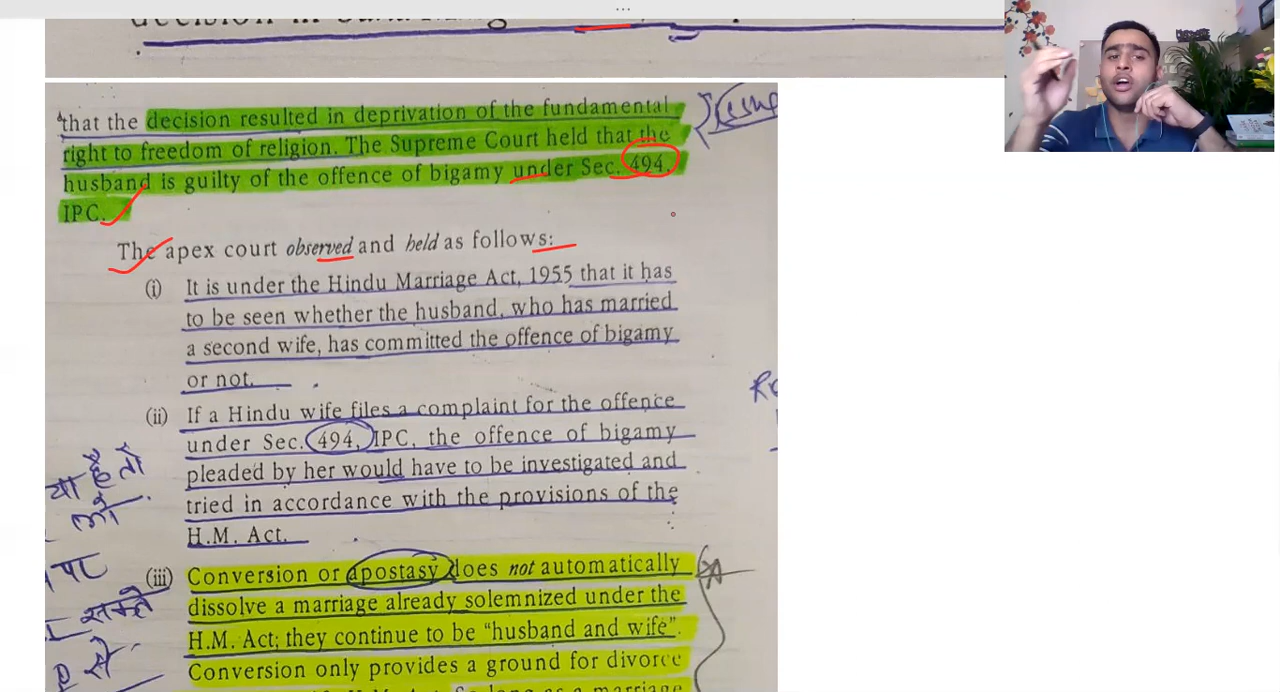 that the decision resulted in deprivation of the fundamental
right to freedom of religion. The Supreme Court held that the
husband is guilty of the offence of bigamy under Sec. 494,
IPC.
The apex court observed and held as follows:
(i) It is under the Hindu Marriage Act, 1955 that it has
to be seen whether the husband, who has married
a second wife, has committed the offence of bigamy
or not.
(ii) If a Hindu wife files a complaint for the offence
under Sec. 494, IPC, the offence of bigamy
pleaded by her would have to be investigated and
tried in accordance with the provisions of the
H.M. Act.
(iii) Conversion or apostasy does not automatically
dissolve a marriage already solemnized under the
H.M. Act; they continue to be “husband and wife”.
Conversion only provides a ground for divorce
पर
से